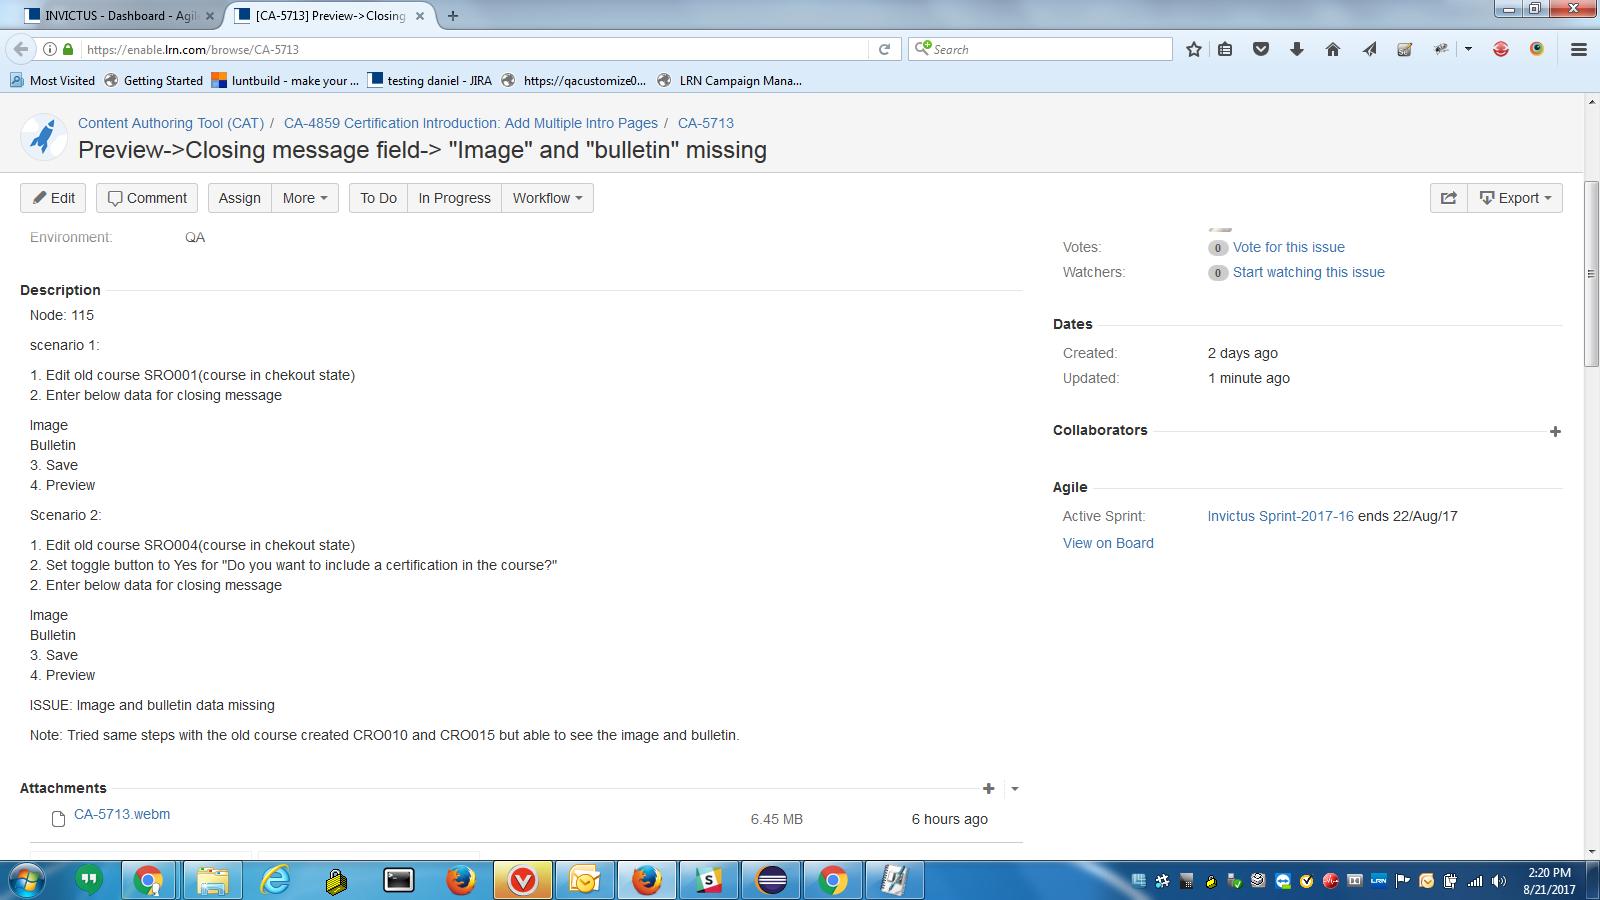 INVICTUS - Dashboard - Agil
[CA-5713] Preview->Closing
https://enable.lrn.com/browse/CA-5713
Search
Most Visited
Getting Started
luntbuild - make your ...
testing daniel - JIRA
https://qacustomize0...
LRN Campaign Mana...
Content Authoring Tool (CAT) / CA-4859 Certification Introduction: Add Multiple Intro Pages / CA-5713
Preview->Closing message field-> "Image" and "bulletin" missing
Edit
Comment
Assign
More
To Do
In Progress
Workflow
Export
Environment: QA
Votes: 0 Vote for this issue
Watchers: 0 Start watching this issue
Description
Node: 115
scenario 1:
1. Edit old course SRO001(course in chekout state)
2. Enter below data for closing message
Image
Bulletin
3. Save
4. Preview
Scenario 2:
1. Edit old course SRO004(course in chekout state)
2. Set toggle button to Yes for "Do you want to include a certification in the course?"
2. Enter below data for closing message
Image
Bulletin
3. Save
4. Preview
ISSUE: Image and bulletin data missing
Note: Tried same steps with the old course created CRO010 and CRO015 but able to see the image and bulletin.
Dates
Created: 2 days ago
Updated: 1 minute ago
Collaborators
Agile
Active Sprint: Invictus Sprint-2017-16 ends 22/Aug/17
View on Board
Attachments
CA-5713.webm 6.45 MB 6 hours ago
LRN
2:20 PM
8/21/2017